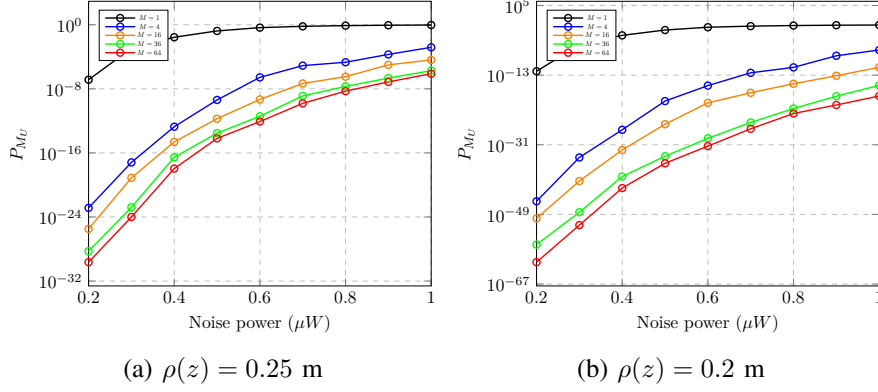 10^0
10^{-8}
10^{-16}
10^{-24}
10^{-32}
P_{M_U}
M = 1
M = 4
M = 16
M = 36
M = 64
0.2 0.4 0.6 0.8 1
Noise power (μW)
(a) ρ(z) = 0.25 m
10^5
10^{-13}
10^{-31}
10^{-49}
10^{-67}
P_{M_U}
M = 1
M = 4
M = 16
M = 36
M = 64
0.2 0.4 0.6 0.8 1
Noise power (μW)
(b) ρ(z) = 0.2 m